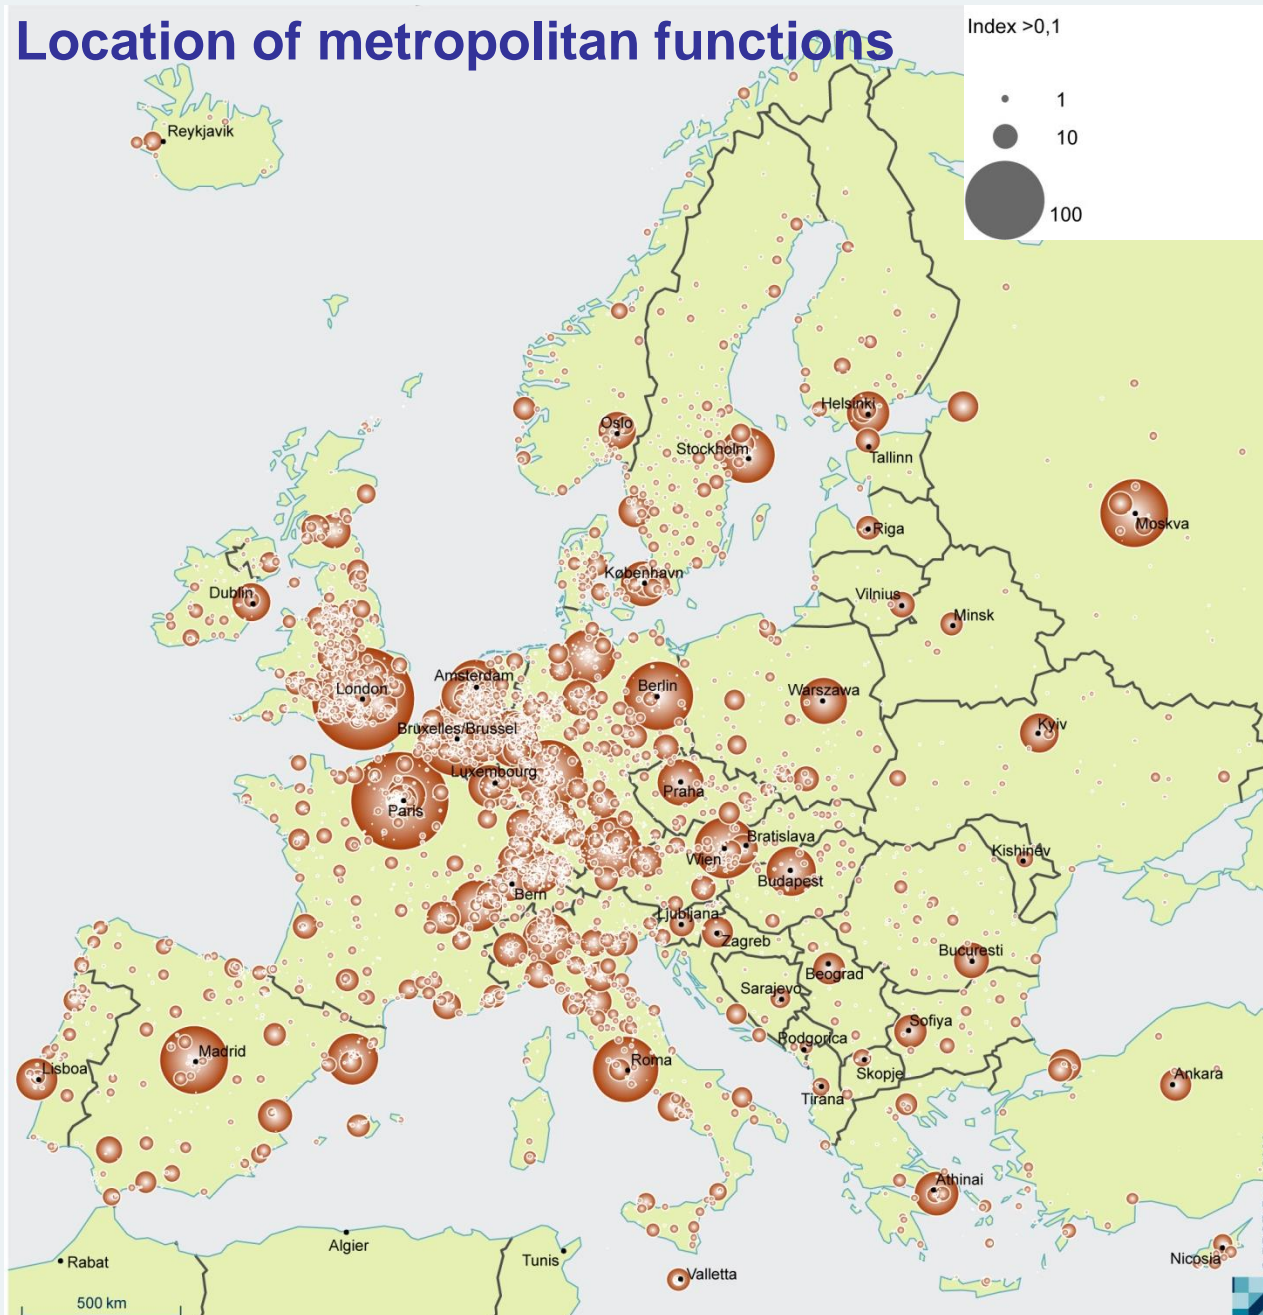 Location of metropolitan functions
Index >0,1
1
10
100
Reykjavik
Helsinki
Oslo
Stockholm
Tallinn
Moskva
Riga
København
Dublin
Vilnius
Minsk
Amsterdam
London
Berlin
Warszawa
Bruxelles/Brussel
Kyiv
Luxembourg
Praha
Paris
Bratislava
Wien
Kishinev
Budapest
Bern
Ljubljana
Zagreb
Bucuresti
Beograd
Sarajevo
Sofiya
Podgorica
Madrid
Roma
Skopje
Lisboa
Ankara
Tirana
Athinai
Algier
Rabat
Tunis
Nicosia
Valletta
500 km